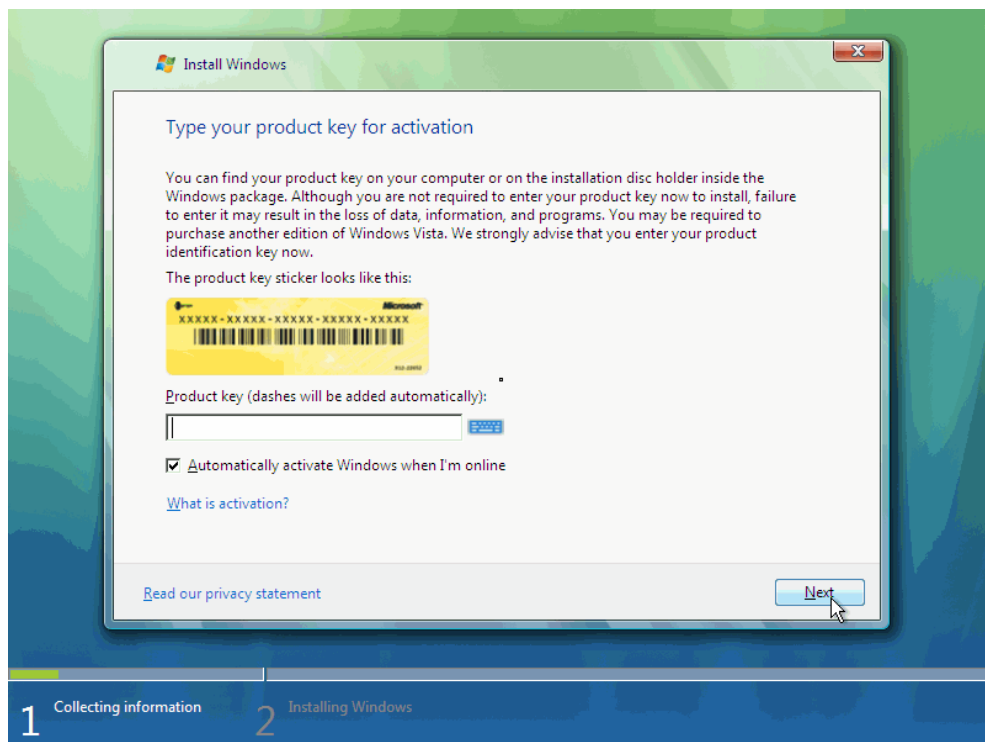 Install Windows
Type your product key for activation
You can find your product key on your computer or on the installation disc holder inside the
Windows package. Although you are not required to enter your product key now to install, failure
to enter it may result in the loss of data, information, and programs. You may be required to
purchase another edition of Windows Vista. We strongly advise that you enter your product
identification key now.
The product key sticker looks like this:
Microsoft
XXXXX-XXXXX-XXXXX-XXXXX-XXXXX
Product key (dashes will be added automatically):
Automatically activate Windows when I'm online
What is activation?
Read our privacy statement
Next
1 Collecting information
2 Installing Windows